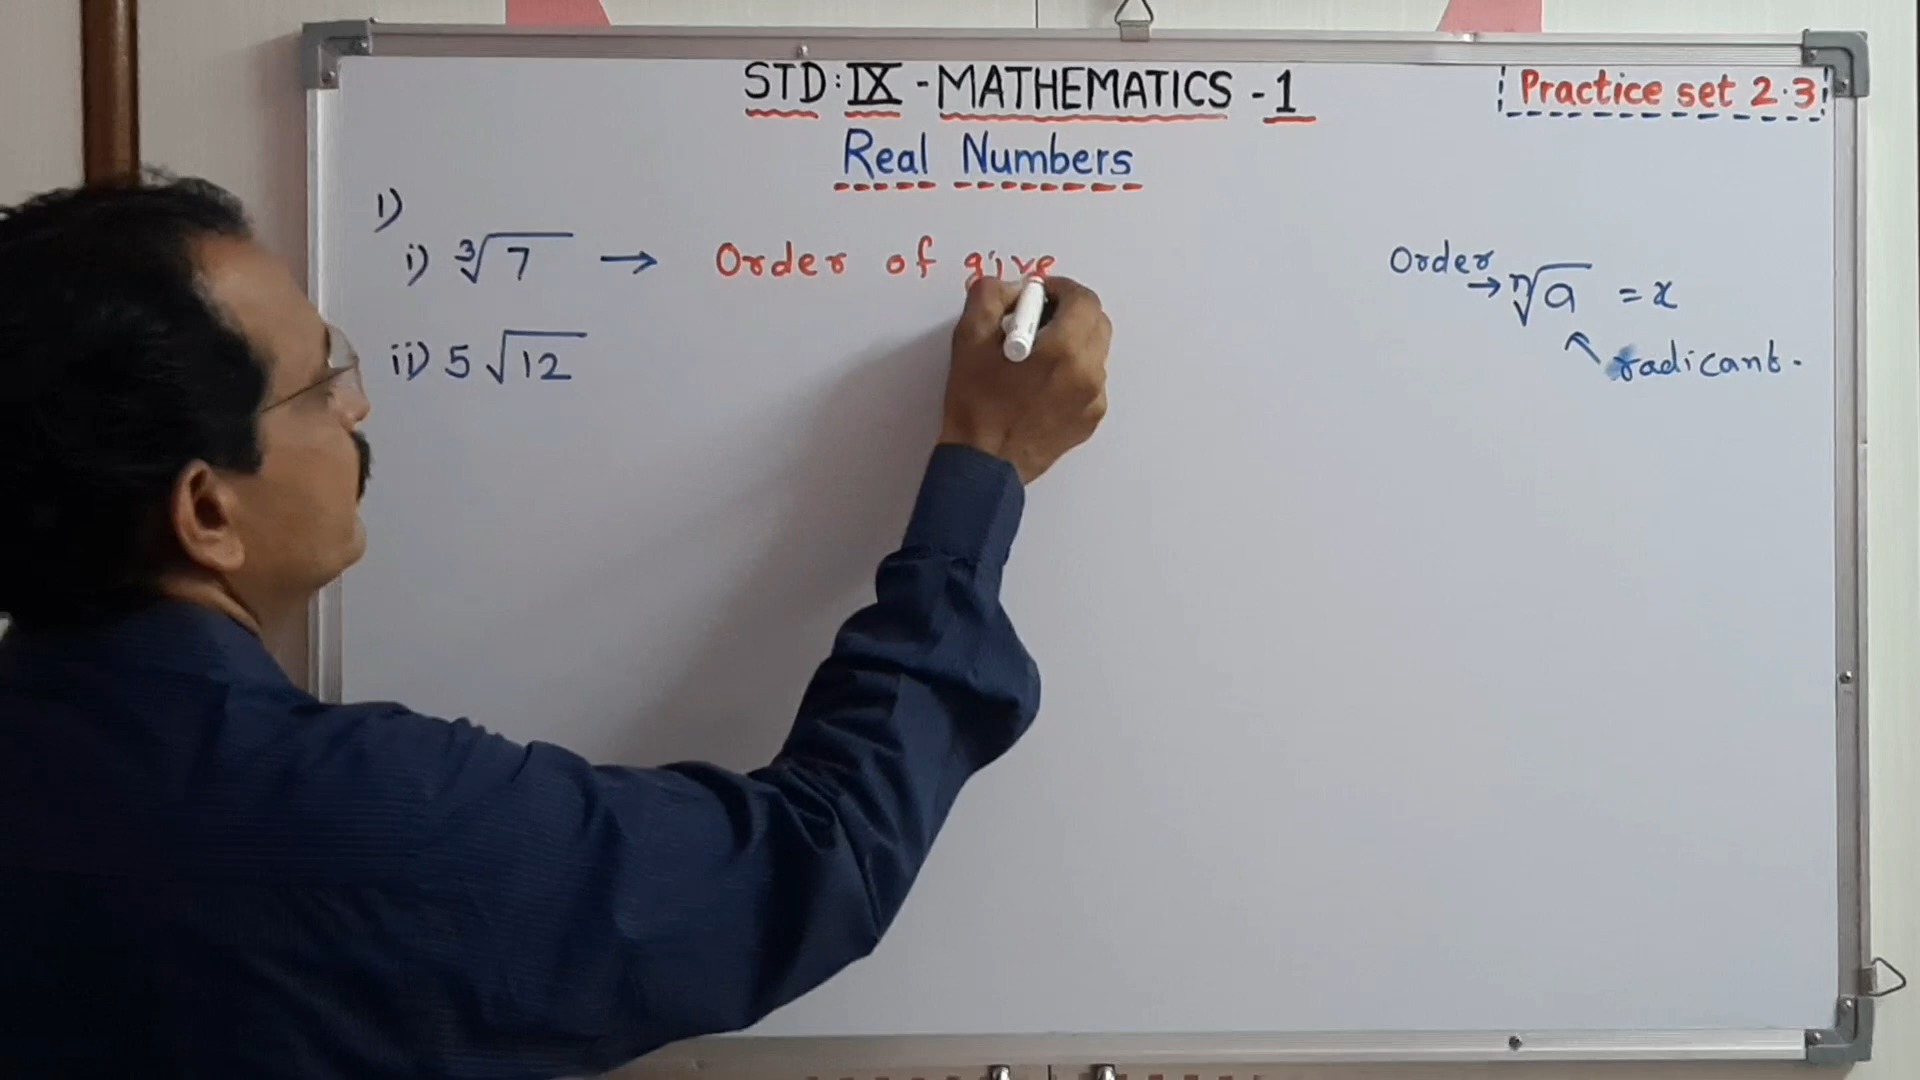 STD: IX - MATHEMATICS - 1
Practice set 2.3
Real Numbers
1)
i) ∛7 → Order of give
ii) 5 √12
Order
→ ⁿ√a = x
radicant.